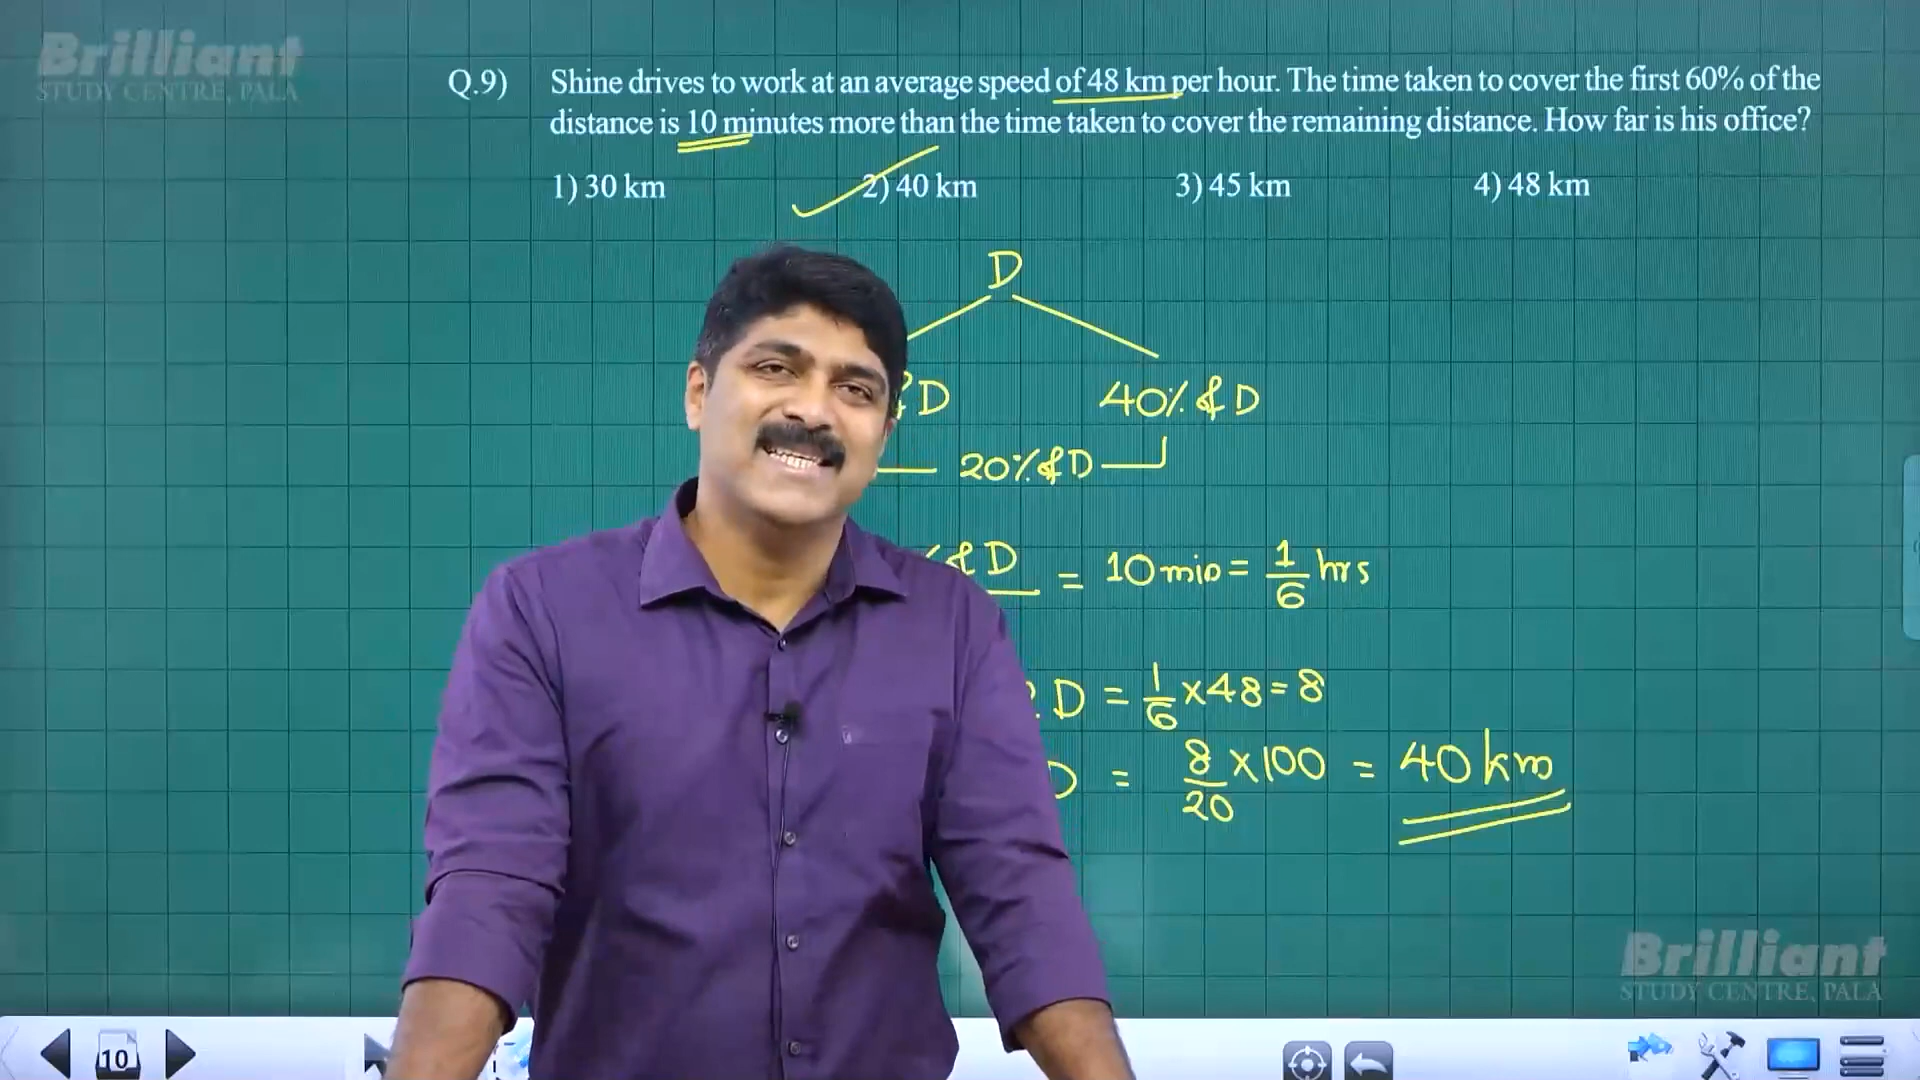 Brilliant
STUDY CENTRE, PALA
Q.9) Shine drives to work at an average speed of 48 km per hour. The time taken to cover the first 60% of the
distance is 10 minutes more than the time taken to cover the remaining distance. How far is his office?
1) 30 km 2) 40 km 3) 45 km 4) 48 km
D
D 40% of D
20% of D
of D = 10 min = 1/6 hrs
D = 1/6 × 48 = 8
D = 8/20 × 100 = 40 km
Brilliant
STUDY CENTRE, PALA
10